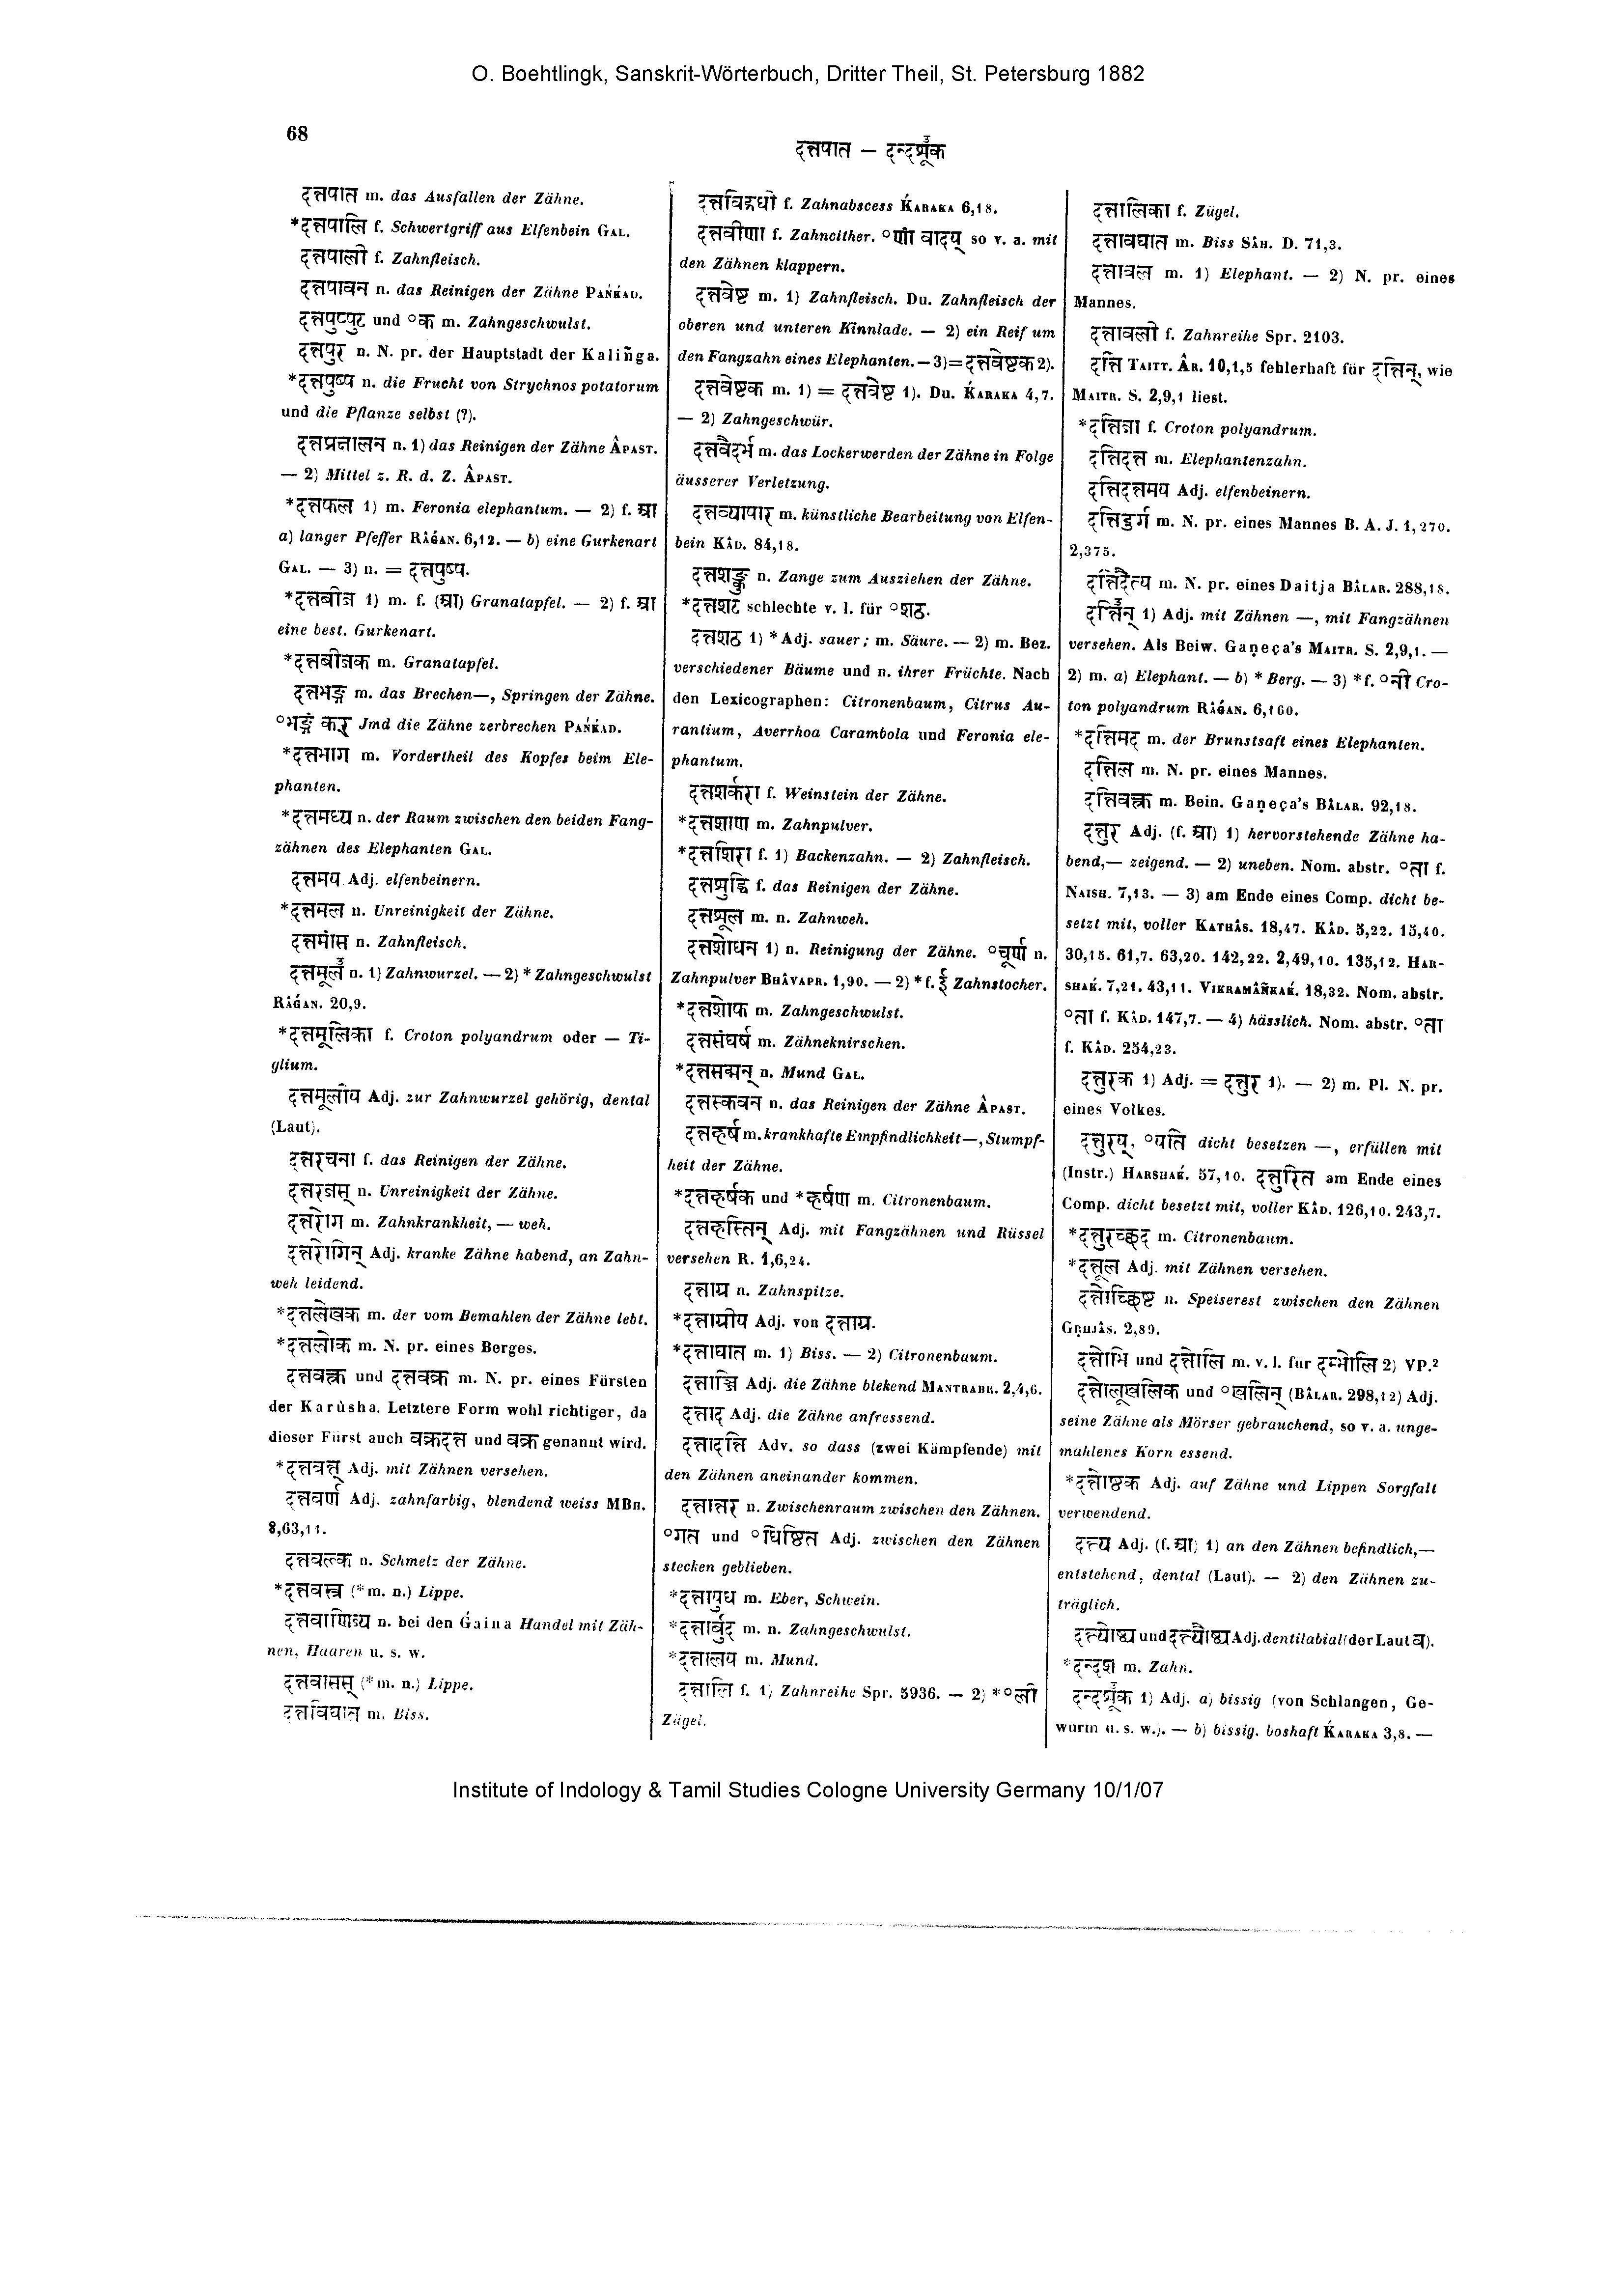 O. Boehtlingk, Sanskrit-Wörterbuch, Dritter Theil, St. Petersburg 1882
68
दन्तपात — दन्दशूक
दन्तपात m. das Ausfallen der Zähne.
*दन्तपालि f. Schwertgriff aus Elfenbein GAL.
दन्तपाली f. Zahnfleisch.
दन्तपावन n. das Reinigen der Zähne PAŃḰAD.
दन्तपुप्पुट und °क m. Zahngeschwulst.
दन्तपुर n. N. pr. der Hauptstadt der Kaliñga.
*दन्तपुष्प n. die Frucht von Strychnos potatorum
und die Pflanze selbst (?).
दन्तप्रक्षालन n. 1) das Reinigen der Zähne ÂPAST.
— 2) Mittel z. R. d. Z. ÂPAST.
*दन्तफल 1) m. Feronia elephantum. — 2) f. आ
a) langer Pfeffer RÂǴAN. 6,12. — b) eine Gurkenart
GAL. — 3) n. = दन्तपुष्प.
*दन्तबीज 1) m. f. (आ) Granatapfel. — 2) f. आ
eine best. Gurkenart.
*दन्तबीजक m. Granatapfel.
दन्तभङ्ग m. das Brechen—, Springen der Zähne.
°भङ्गं कर् Jmd die Zähne zerbrechen PAŃḰAD.
*दन्तभाग m. Vordertheil des Kopfes beim Ele-
phanten.
*दन्तमध्य n. der Raum zwischen den beiden Fang-
zähnen des Elephanten GAL.
दन्तमय Adj. elfenbeinern.
*दन्तमल n. Unreinigkeit der Zähne.
दन्तमांस n. Zahnfleisch.
दन्तमूल n. 1) Zahnwurzel. — 2) * Zahngeschwulst
RÂǴAN. 20,9.
*दन्तमूलिका f. Croton polyandrum oder — Ti-
glium.
दन्तमूलीय Adj. zur Zahnwurzel gehörig, dental
(Laut).
दन्तरचना f. das Reinigen der Zähne.
दन्तरजस् n. Unreinigkeit der Zähne.
दन्तरोग m. Zahnkrankheit, — weh.
दन्तरोगिन् Adj. kranke Zähne habend, an Zahn-
weh leidend.
*दन्तलेखक m. der vom Bemahlen der Zähne lebt.
*दन्तलोक m. N. pr. eines Berges.
दन्तवक्त्र und दन्तवक्र m. N. pr. eines Fürsten
der Karûsha. Letztere Form wohl richtiger, da
dieser Fürst auch वक्रदन्त und वक्र genannt wird.
*दन्तवन्त् Adj. mit Zähnen versehen.
दन्तवर्ण Adj. zahnfarbig, blendend weiss MBH.
8,63,11.
दन्तवल्क n. Schmelz der Zähne.
*दन्तवस्त्र (*m. n.) Lippe.
दन्तवाणिज्य n. bei den Ǵaina Handel mit Zäh-
nen, Haaren u. s. w.
दन्तवासस् (*m. n.) Lippe.
दन्तविघात m. Biss.
दन्तविद्रधी f. Zahnabscess ḰARAKA 6,18.
दन्तवीणा f. Zahncither. °णां वादय् so v. a. mit
den Zähnen klappern.
दन्तवेष्ट m. 1) Zahnfleisch. Du. Zahnfleisch der
oberen und unteren Kinnlade. — 2) ein Reif um
den Fangzahn eines Elephanten. — 3) = दन्तवेष्टक 2).
दन्तवेष्टक m. 1) = दन्तवेष्ट 1). Du. ḰARAKA 4,7.
— 2) Zahngeschwür.
दन्तवैदर्भ m. das Lockerwerden der Zähne in Folge
äusserer Verletzung.
दन्तव्यापार m. künstliche Bearbeitung von Elfen-
bein KÂD. 84,18.
दन्तशङ्कु n. Zange zum Ausziehen der Zähne.
*दन्तशट schlechte v. l. für °शठ.
दन्तशठ 1) * Adj. sauer; m. Säure. — 2) m. Bez.
verschiedener Bäume und n. ihrer Früchte. Nach
den Lexicographen: Citronenbaum, Citrus Au-
rantium, Averrhoa Carambola und Feronia ele-
phantum.
दन्तशर्करा f. Weinstein der Zähne.
*दन्तशाण m. Zahnpulver.
*दन्तशिरा f. 1) Backenzahn. — 2) Zahnfleisch.
दन्तशुद्धि f. das Reinigen der Zähne.
दन्तशूल m. n. Zahnweh.
दन्तशोधन 1) n. Reinigung der Zähne. °चूर्ण n.
Zahnpulver BHÂVAPR. 1,90. — 2) * f. ई Zahnstocher.
*दन्तशोफ m. Zahngeschwulst.
दन्तसंघर्ष m. Zähneknirschen.
*दन्तसद्मन् n. Mund GAL.
दन्तस्कवन n. das Reinigen der Zähne ÂPAST.
दन्तहर्ष m. krankhafte Empfindlichkeit—, Stumpf-
heit der Zähne.
*दन्तहर्षक und *हर्षण m. Citronenbaum.
दन्तहस्तिन् Adj. mit Fangzähnen und Rüssel
versehen R. 1,6,24.
दन्ताग्र n. Zahnspitze.
*दन्ताग्रीय Adj. von दन्ताग्र.
*दन्ताघात m. 1) Biss. — 2) Citronenbaum.
दन्ताञ्जि Adj. die Zähne blekend MANTRABR. 2,4,6.
दन्ताद Adj. die Zähne anfressend.
दन्तादन्ति Adv. so dass (zwei Kämpfende) mit
den Zähnen aneinander kommen.
दन्तान्तर n. Zwischenraum zwischen den Zähnen.
°गत und °धिष्ठित Adj. zwischen den Zähnen
stecken geblieben.
*दन्तायुध m. Eber, Schwein.
*दन्तार्बुद m. n. Zahngeschwulst.
*दन्तालय m. Mund.
दन्तालि f. 1) Zahnreihe Spr. 5936. — 2) *°ली
Zügel.
दन्तालिका f. Zügel.
दन्तावघात m. Biss SÂH. D. 71,3.
दन्तावल m. 1) Elephant. — 2) N. pr. eines
Mannes.
दन्तावली f. Zahnreihe Spr. 2103.
दन्ति TAITT. ÂR. 10,1,5 fehlerhaft für दन्तिन्, wie
MAITR. S. 2,9,1 liest.
*दन्तिजा f. Croton polyandrum.
दन्तिदन्त m. Elephantenzahn.
दन्तिदन्तमय Adj. elfenbeinern.
दन्तिदुर्ग m. N. pr. eines Mannes B. A. J. 1,270.
2,375.
दन्तिदैत्य m. N. pr. eines Daitja BÂLAR. 288,18.
दन्तिन् 1) Adj. mit Zähnen —, mit Fangzähnen
versehen. Als Beiw. Gaṇeça's MAITR. S. 2,9,1. —
2) m. a) Elephant. — b) * Berg. — 3) * f. °नी Cro-
ton polyandrum RÂǴAN. 6,160.
*दन्तिमद m. der Brunstsaft eines Elephanten.
दन्तिल m. N. pr. eines Mannes.
दन्तिवक्त्र m. Bein. Gaṇeça's BÂLAR. 92,18.
दन्तुर Adj. (f. आ) 1) hervorstehende Zähne ha-
bend,— zeigend. — 2) uneben. Nom. abstr. °ता f.
NAISH. 7,13. — 3) am Ende eines Comp. dicht be-
setzt mit, voller KATHÂS. 18,47. KÂD. 5,22. 15,40.
30,15. 61,7. 63,20. 142,22. 2,49,10. 135,12. HAR-
SHAḰ. 7,21. 43,11. VIKRAMÂÑKAḰ. 18,32. Nom. abstr.
°ता f. KÂD. 147,7. — 4) hässlich. Nom. abstr. °ता
f. KÂD. 254,23.
दन्तुरक 1) Adj. = दन्तुर 1). — 2) m. Pl. N. pr.
eines Volkes.
दन्तुरय्, °यति dicht besetzen —, erfüllen mit
(Instr.) HARSHAḰ. 57,10. दन्तुरित am Ende eines
Comp. dicht besetzt mit, voller KÂD. 126,10. 243,7.
*दन्तुरच्छद m. Citronenbaum.
*दन्तूल Adj. mit Zähnen versehen.
दन्तोच्छिष्ट n. Speiserest zwischen den Zähnen
GṚHJÂS. 2,89.
दन्तोभि und दन्तोलि m. v. l. für दम्भोलि 2) VP.²
दन्तोलूखलिक und °खलिन् (BÂLAR. 298,12) Adj.
seine Zähne als Mörser gebrauchend, so v. a. unge-
mahlenes Korn essend.
*दन्तोष्ठक Adj. auf Zähne und Lippen Sorgfalt
verwendend.
दन्त्य Adj. (f. आ) 1) an den Zähnen befindlich,—
entstehend, dental (Laut). — 2) den Zähnen zu-
träglich.
दन्त्योष्ठ्य und दन्त्यौष्ठ्य Adj. dentilabial (der Laut व).
*दन्दश m. Zahn.
दन्दशूक 1) Adj. a) bissig (von Schlangen, Ge-
würm u. s. w.). — b) bissig, boshaft ḰARAKA 3,8. —
Institute of Indology & Tamil Studies Cologne University Germany 10/1/07